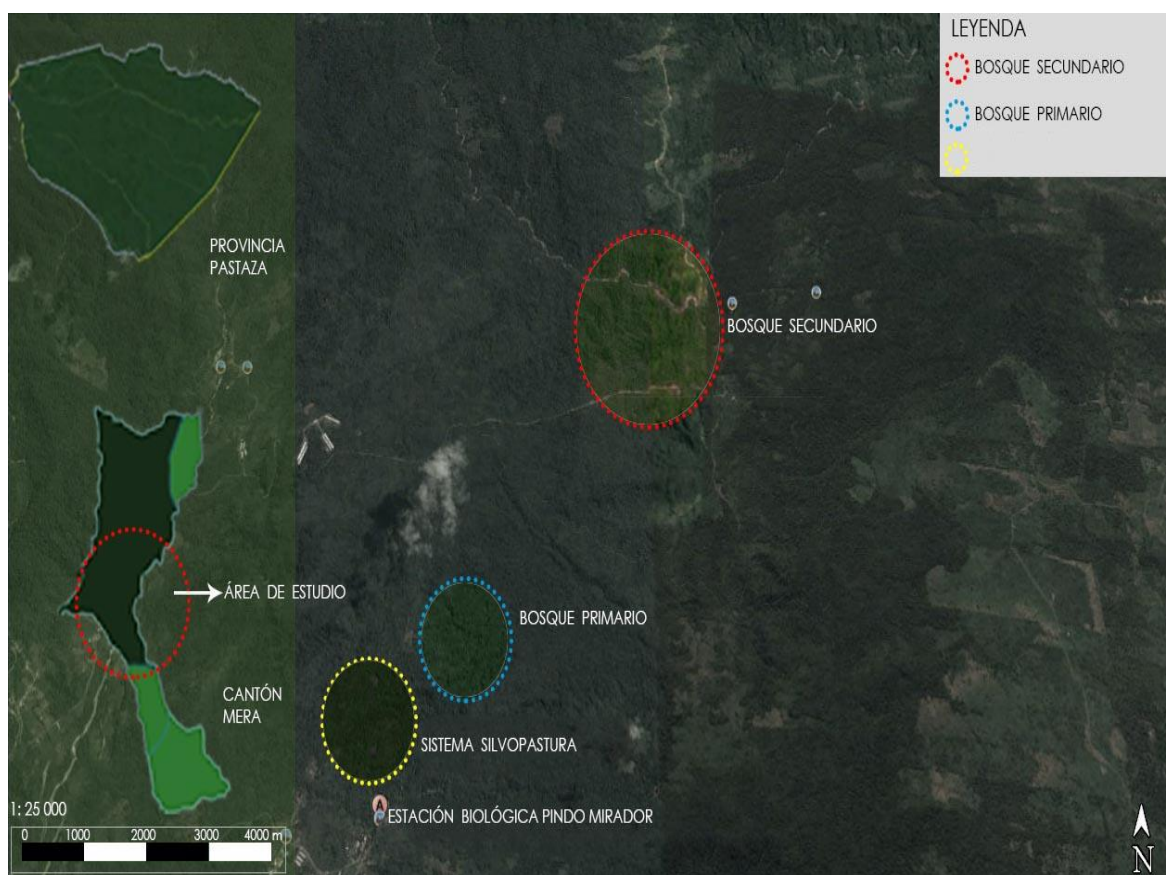 LEYENDA
BOSQUE SECUNDARIO
BOSQUE PRIMARIO
PROVINCIA
PASTAZA
BOSQUE SECUNDARIO
ÁREA DE ESTUDIO
BOSQUE PRIMARIO
CANTÓN
MERA
SISTEMA SILVOPASTURA
A
ESTACIÓN BIOLÓGICA PINDO MIRADOR
1: 25 000
0 1000 2000 3000 4000 m
N